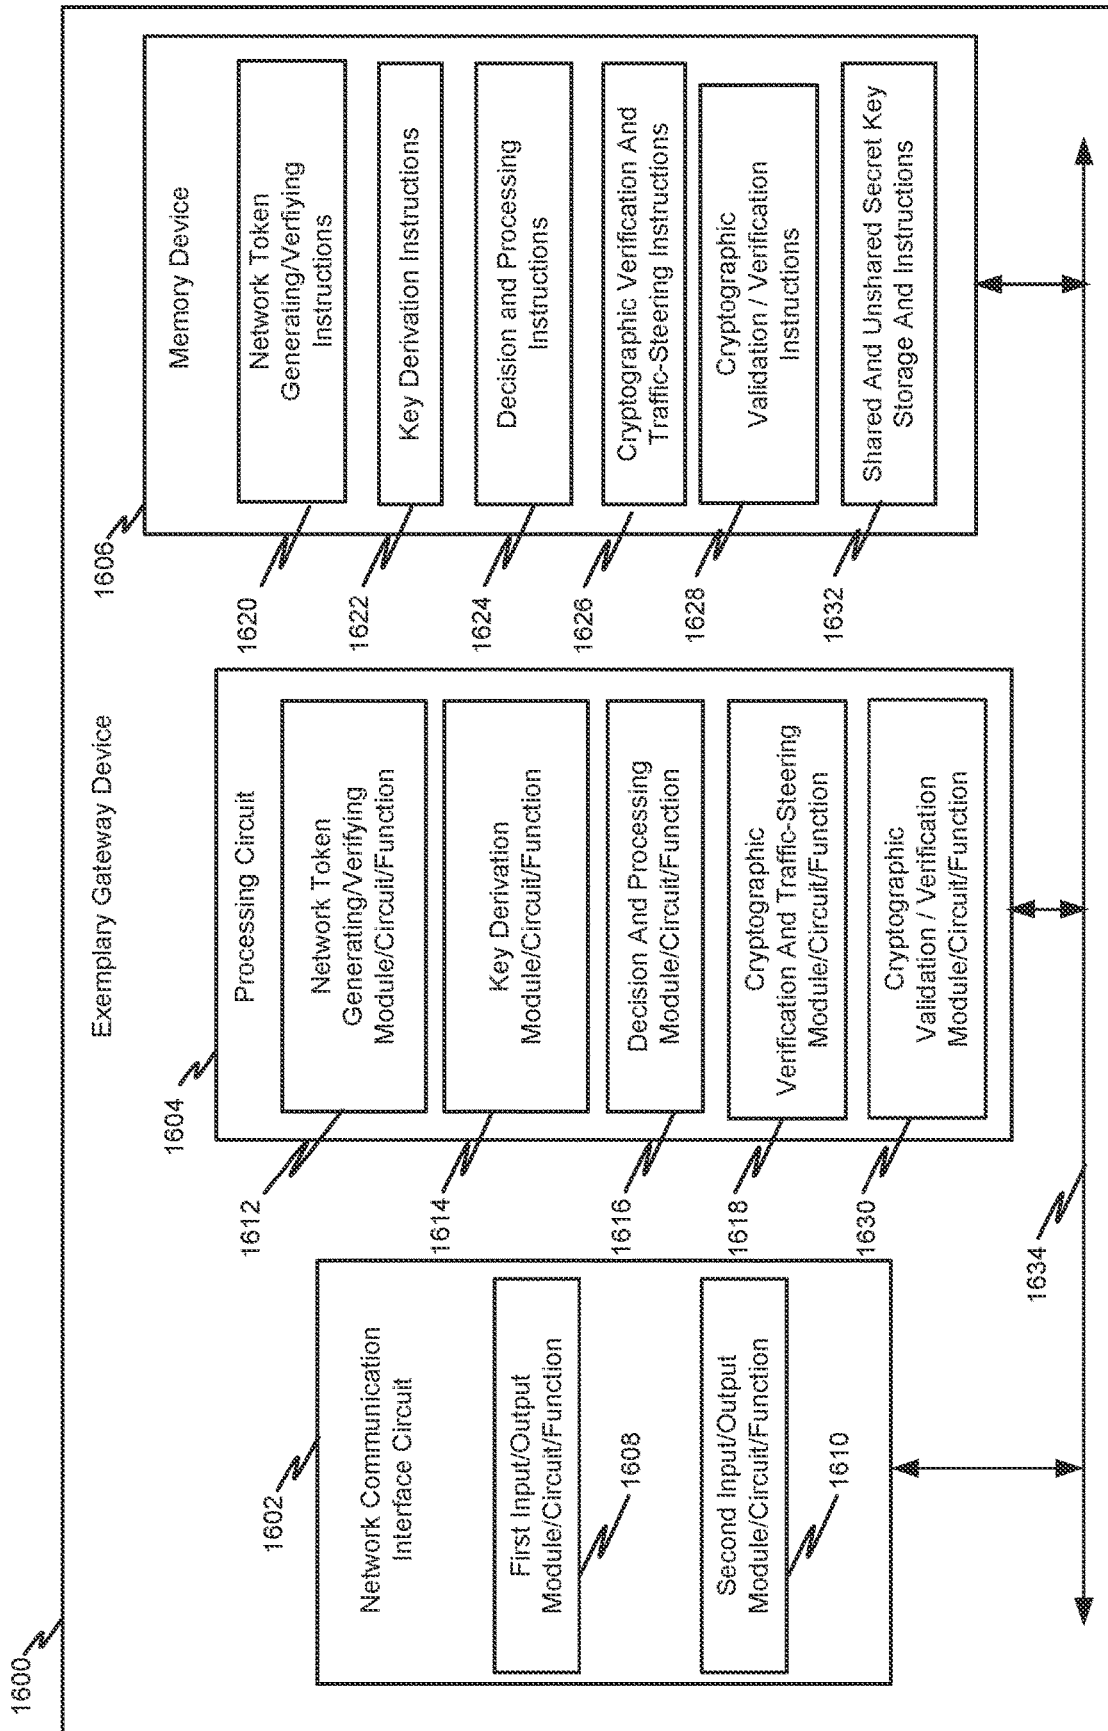 1600
Exemplary Gateway Device
1602
Network Communication
Interface Circuit
First Input/Output
Module/Circuit/Function
1608
Second Input/Output
Module/Circuit/Function
1610
1604
Processing Circuit
1612
Network Token
Generating/Verifying
Module/Circuit/Function
1614
Key Derivation
Module/Circuit/Function
1616
Decision And Processing
Module/Circuit/Function
1618
Cryptographic
Verification And Traffic-Steering
Module/Circuit/Function
1630
Cryptographic
Validation / Verification
Module/Circuit/Function
1606
Memory Device
1620
Network Token
Generating/Verfiying
Instructions
1622
Key Derivation Instructions
1624
Decision and Processing
Instructions
1626
Cryptographic Verification And
Traffic-Steering Instructions
1628
Cryptographic
Validation / Verification
Instructions
1632
Shared And Unshared Secret Key
Storage And Instructions
1634